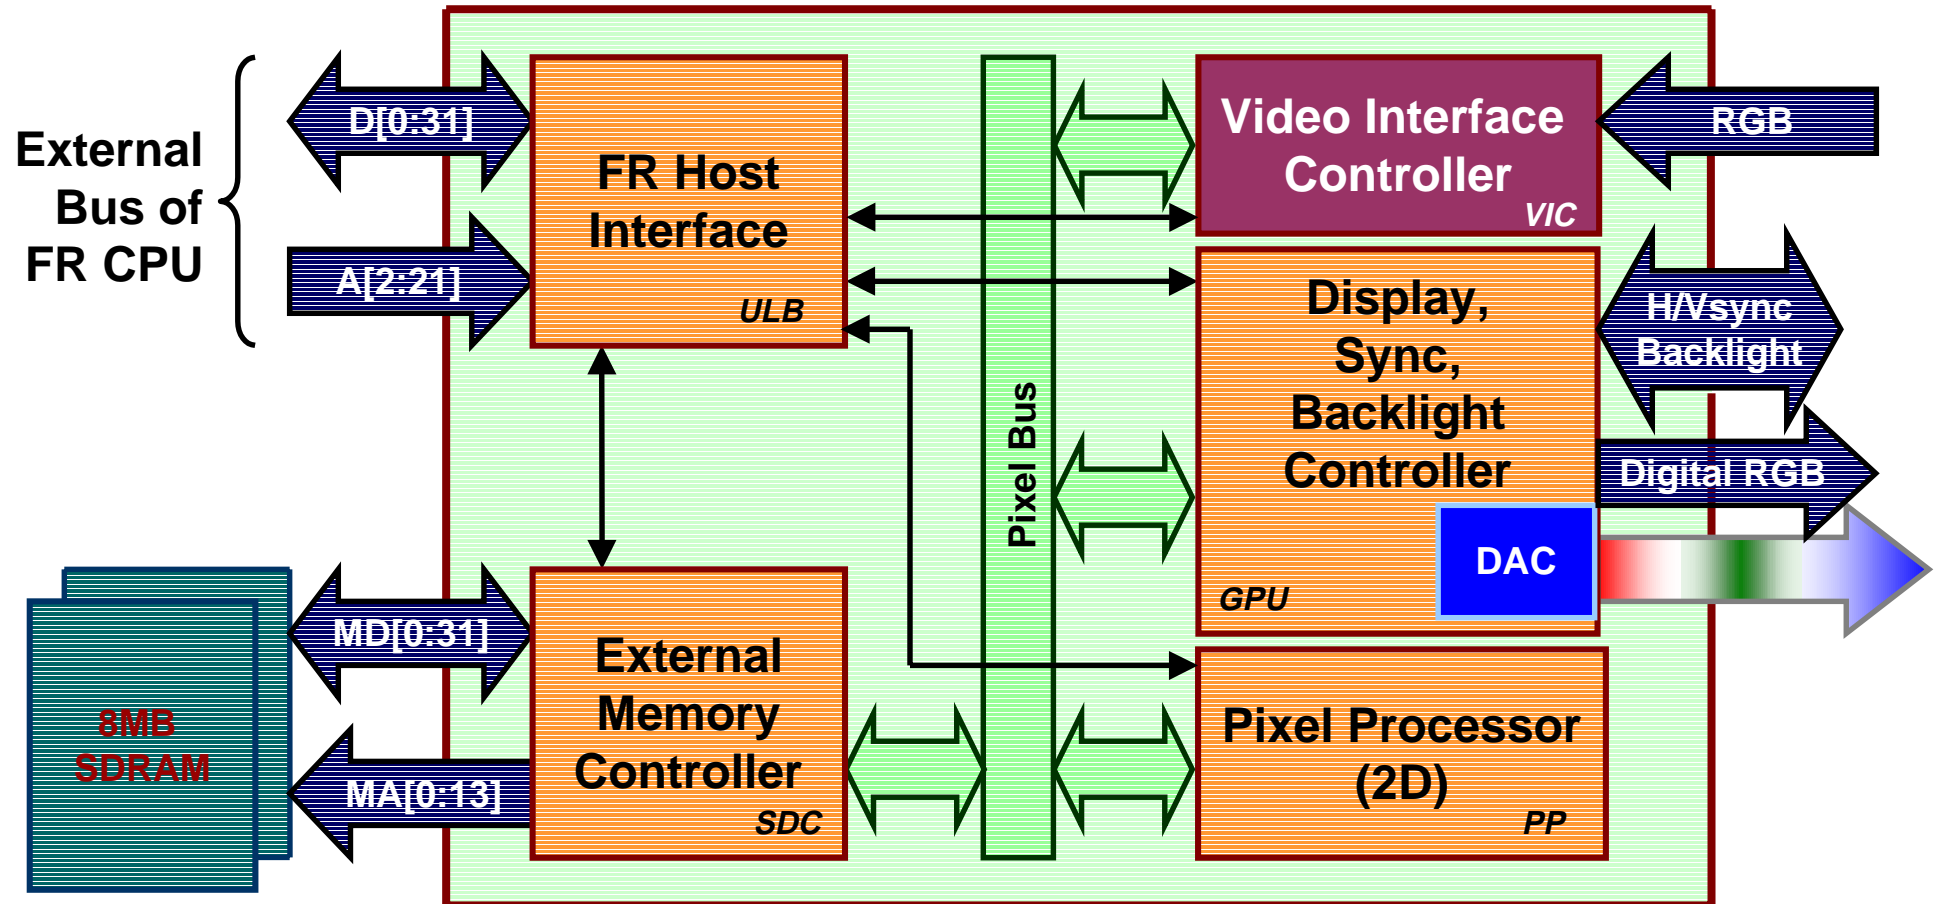 External
Bus of
FR CPU
D[0:31]
A[2:21]
FR Host
Interface
ULB
Pixel Bus
Video Interface
Controller
VIC
RGB
Display,
Sync,
Backlight
Controller
GPU
DAC
H/Vsync
Backlight
Digital RGB
8MB
SDRAM
MD[0:31]
MA[0:13]
External
Memory
Controller
SDC
Pixel Processor
(2D)
PP